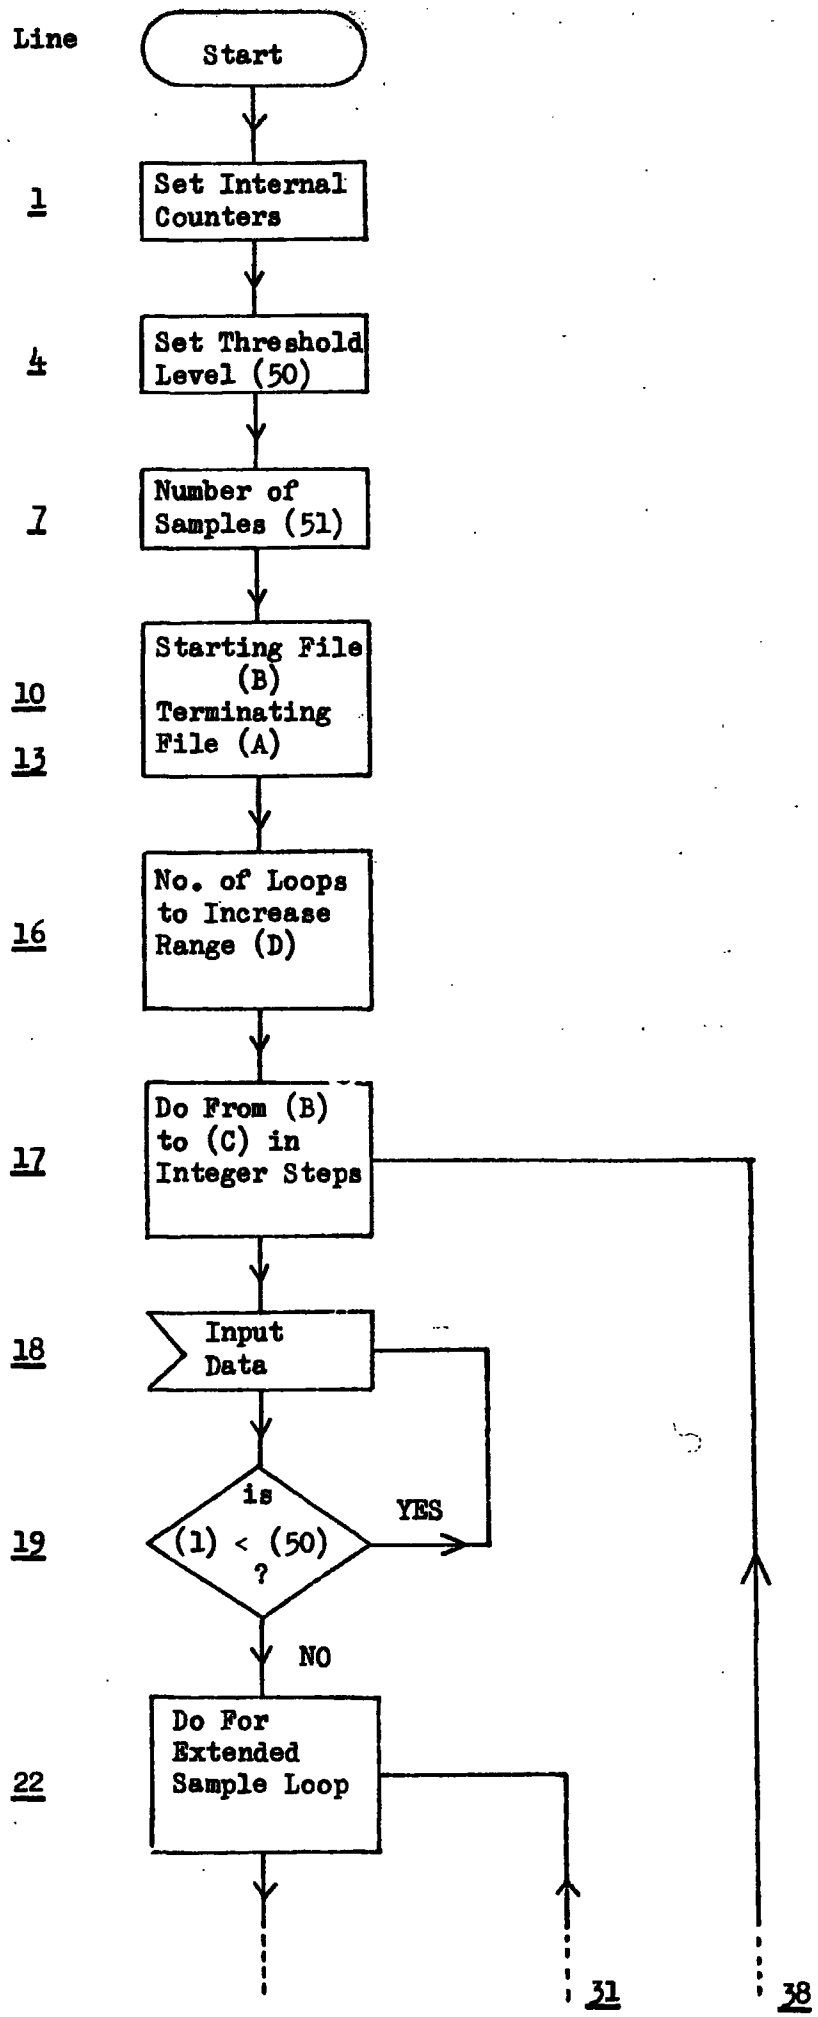 Line
Start
1
Set Internal
Counters
4
Set Threshold
Level (50)
7
Number of
Samples (51)
10
13
Starting File
(B)
Terminating
File (A)
16
No. of Loops
to Increase
Range (D)
17
Do From (B)
to (C) in
Integer Steps
18
Input
Data
19
is
(1) < (50)
?
YES
NO
22
Do For
Extended
Sample Loop
31
38